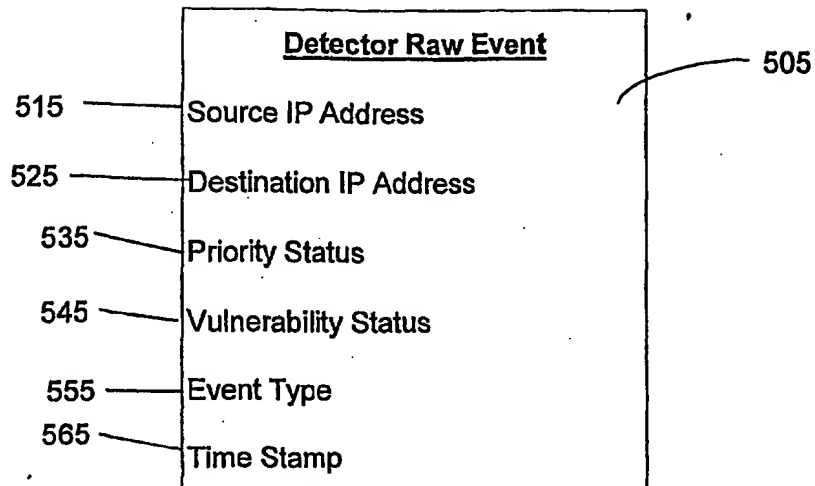 Detector Raw Event
505
515 Source IP Address
525 Destination IP Address
535 Priority Status
545 Vulnerability Status
555 Event Type
565 Time Stamp